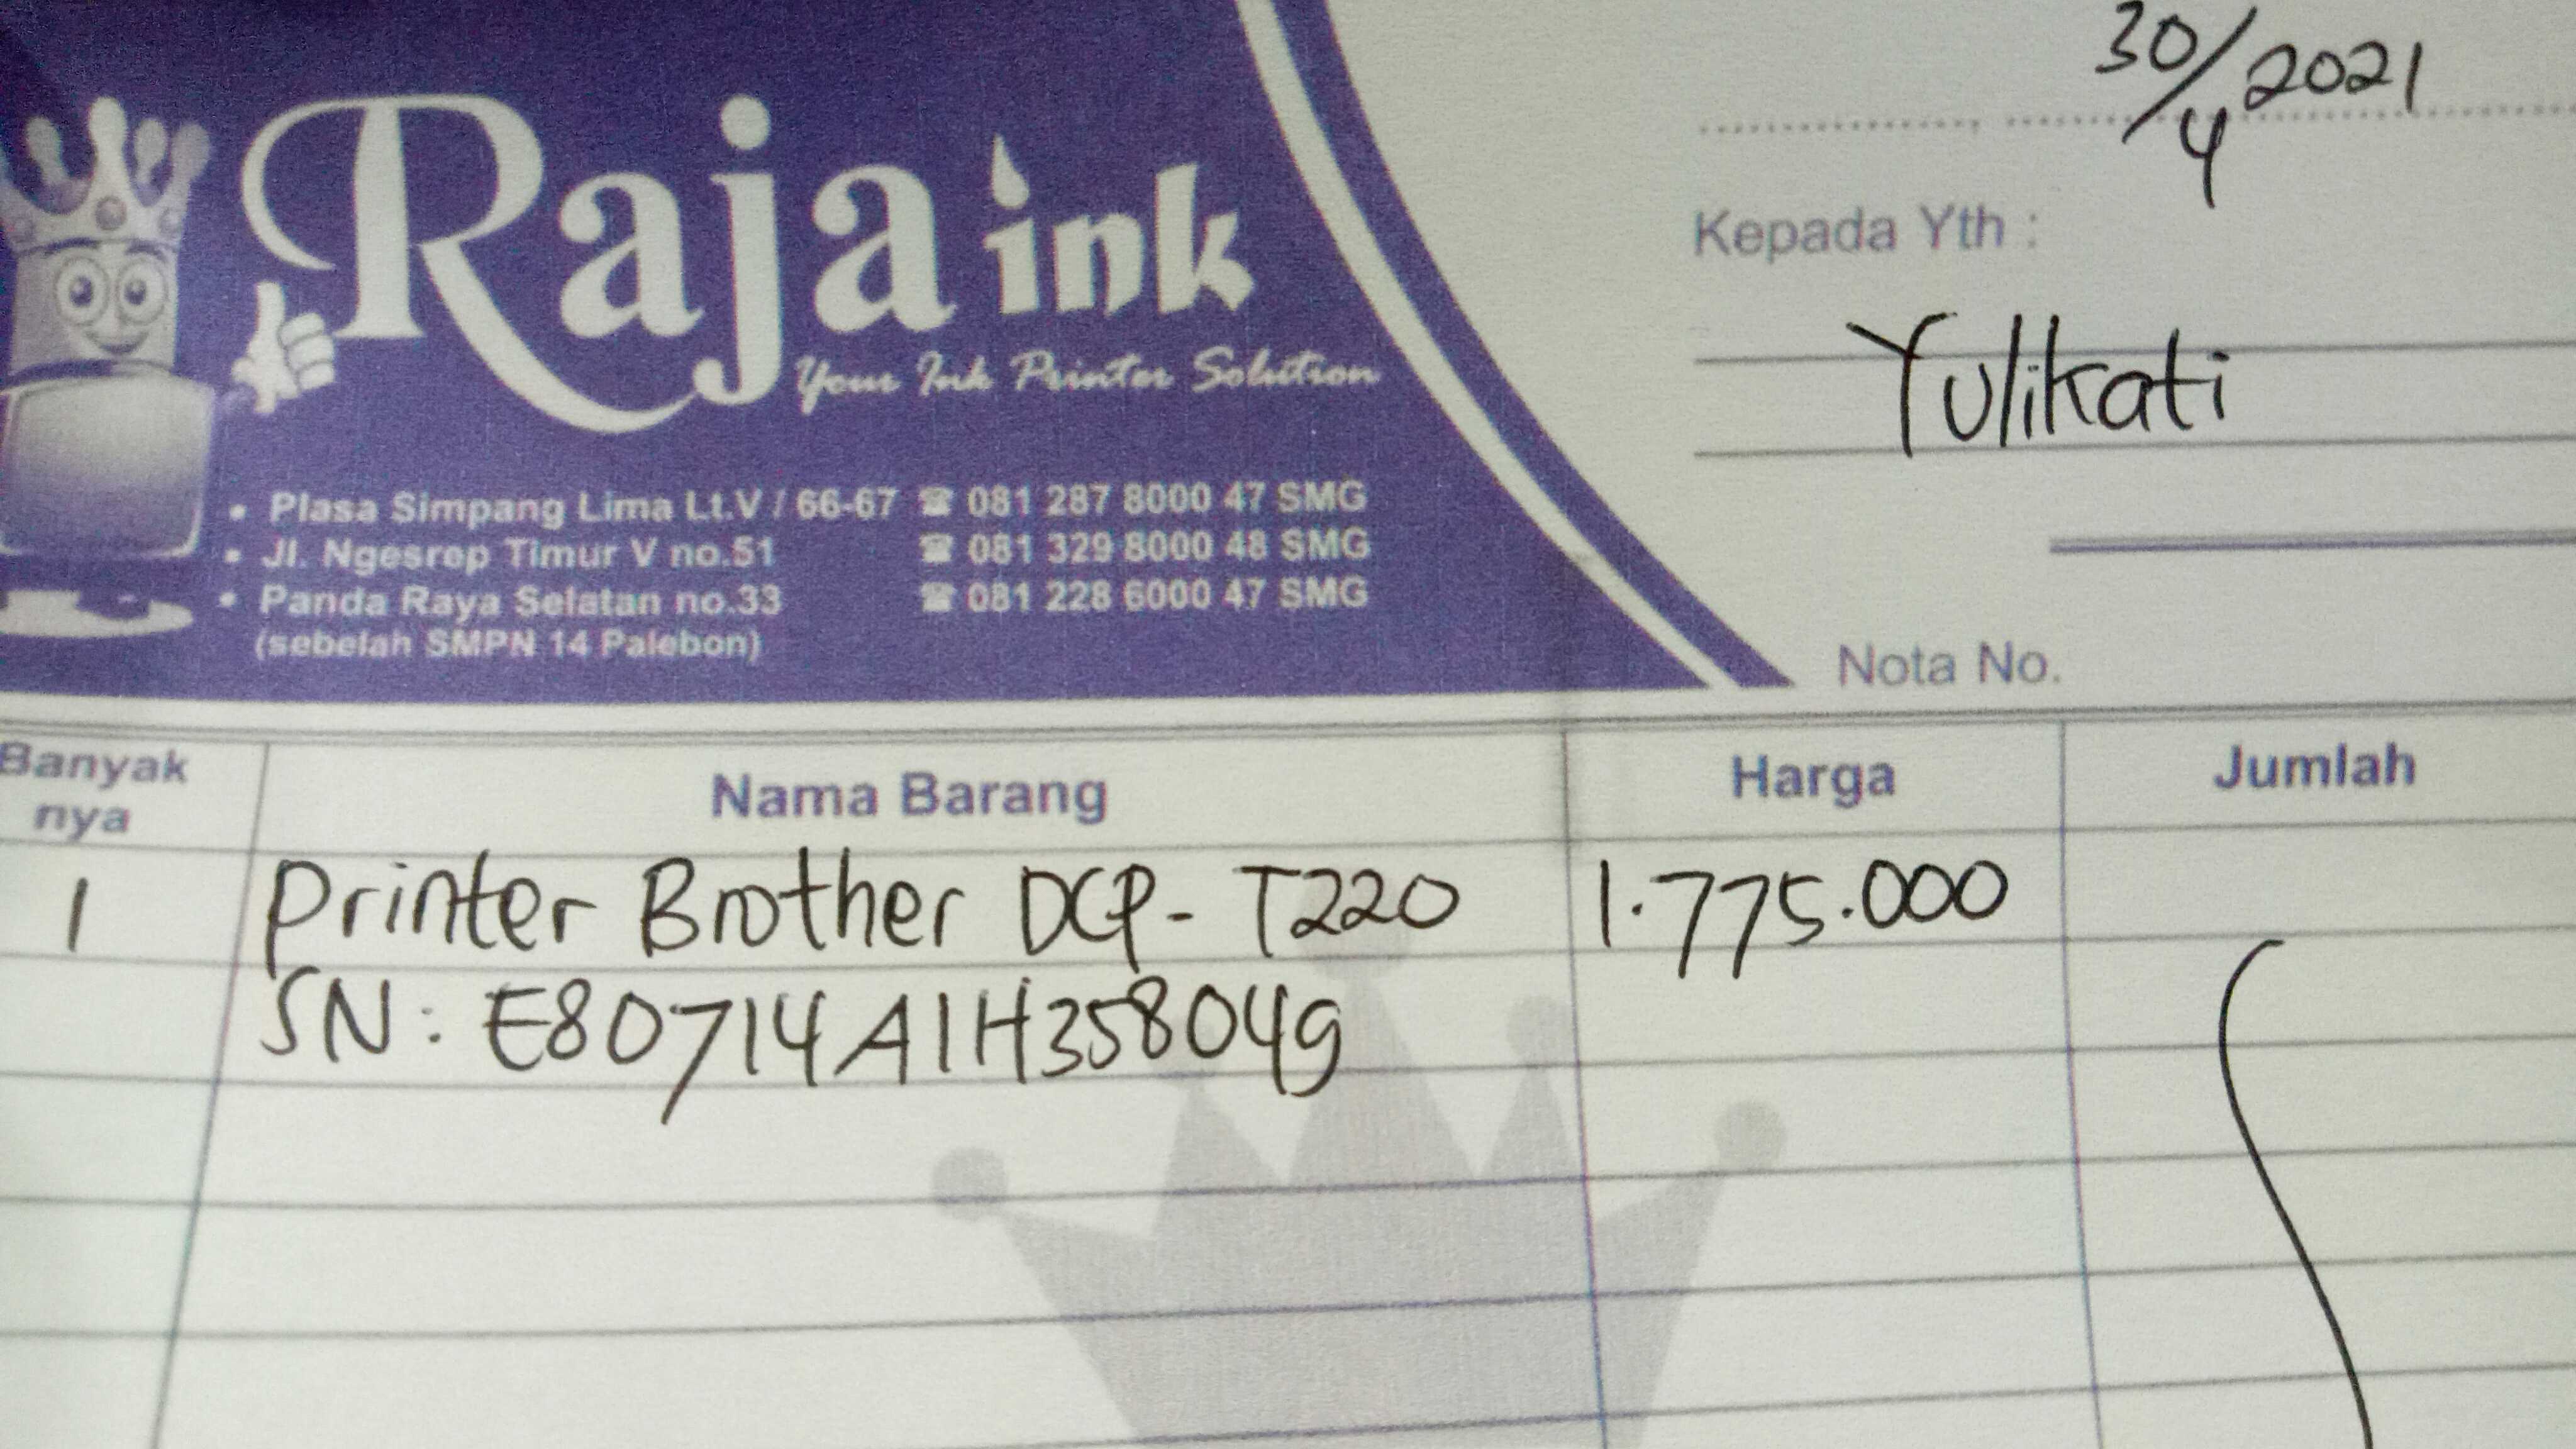 Raja ink
Your Ink Printer Solution
• Plasa Simpang Lima Lt.V / 66-67 ☎ 081 287 8000 47 SMG
• Jl. Ngesrep Timur V no.51 ☎ 081 329 8000 48 SMG
• Panda Raya Selatan no.33 ☎ 081 228 6000 47 SMG
(sebelah SMPN 14 Palebon)
30/4 2021
Kepada Yth :
Yulikati
Nota No.
Banyak nya Nama Barang Harga Jumlah
1 Printer Brother DCP- T220 1.775.000
SN: E80714A1H358049